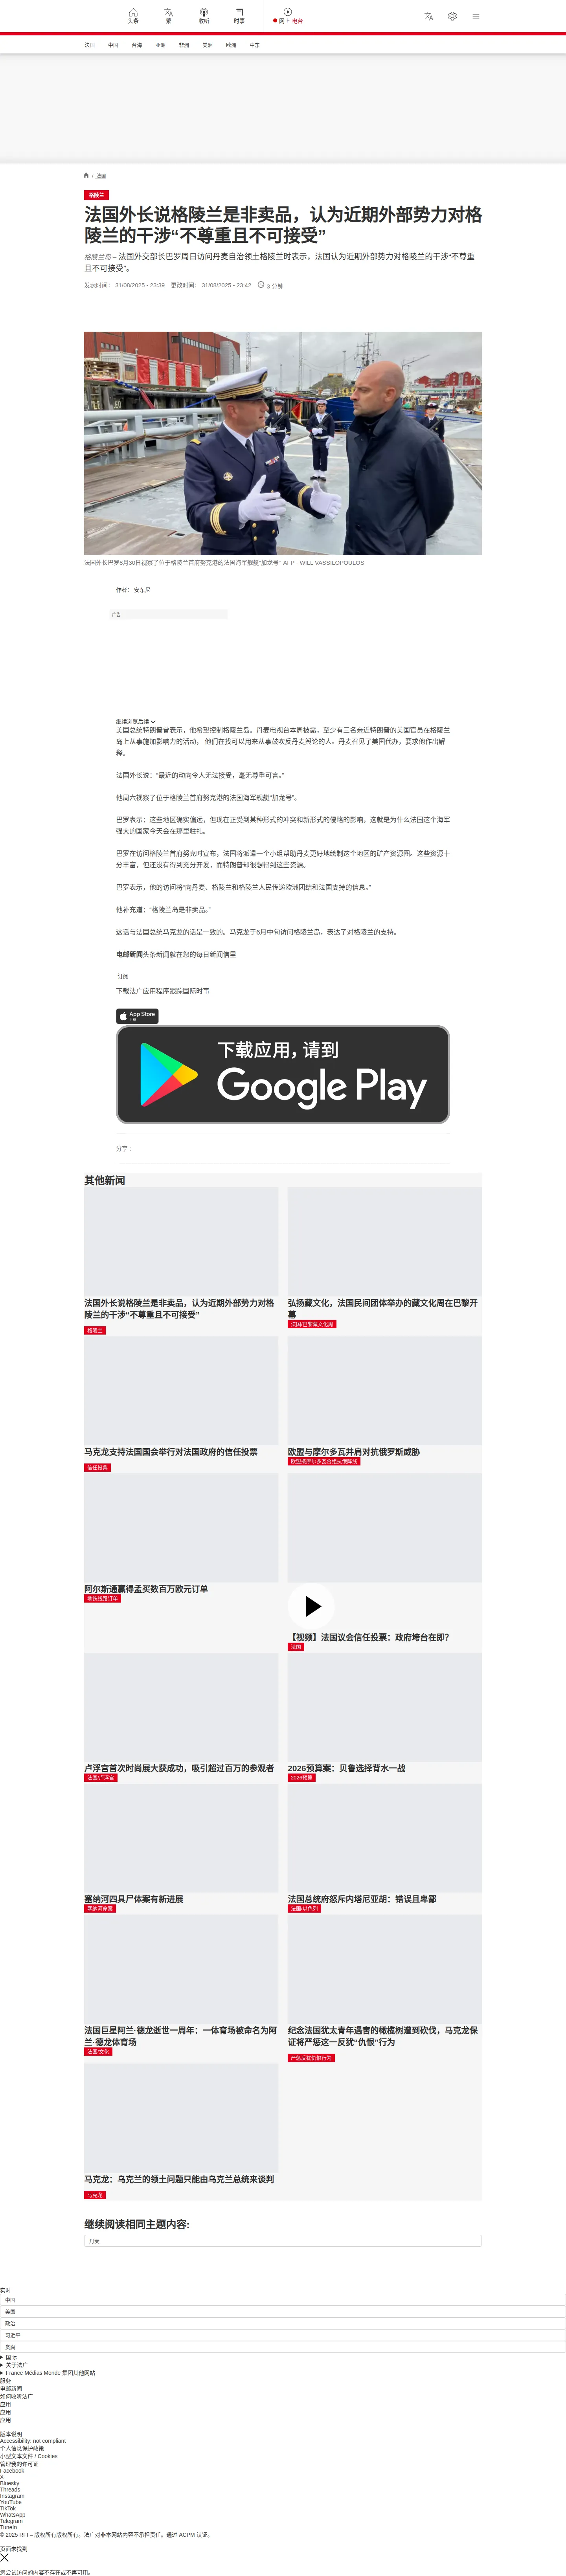 头条
繁
收听
时事
网上 电台
法国
中国
台海
亚洲
非洲
美洲
欧洲
中东
/ 法国
格陵兰
法国外长说格陵兰是非卖品，认为近期外部势力对格
陵兰的干涉“不尊重且不可接受”
格陵兰岛 – 法国外交部长巴罗周日访问丹麦自治领土格陵兰时表示，法国认为近期外部势力对格陵兰的干涉“不尊重
且不可接受”。
发表时间： 31/08/2025 - 23:39 更改时间： 31/08/2025 - 23:42 3 分钟
法国外长巴罗8月30日视察了位于格陵兰首府努克港的法国海军舰艇“加龙号” AFP - WILL VASSILOPOULOS
作者： 安东尼
广告
继续浏览后续
美国总统特朗普曾表示，他希望控制格陵兰岛。丹麦电视台本周披露，至少有三名亲近特朗普的美国官员在格陵兰
岛上从事施加影响力的活动， 他们在找可以用来从事鼓吹反丹麦舆论的人。丹麦召见了美国代办，要求他作出解
释。
法国外长说：“最近的动向令人无法接受，毫无尊重可言。”
他周六视察了位于格陵兰首府努克港的法国海军舰艇“加龙号”。
巴罗表示：这些地区确实偏远，但现在正受到某种形式的冲突和新形式的侵略的影响，这就是为什么法国这个海军
强大的国家今天会在那里驻扎。
巴罗在访问格陵兰首府努克时宣布，法国将派遣一个小组帮助丹麦更好地绘制这个地区的矿产资源图。这些资源十
分丰富，但还没有得到充分开发，而特朗普却很想得到这些资源。
巴罗表示，他的访问将“向丹麦、格陵兰和格陵兰人民传递欧洲团结和法国支持的信息。”
他补充道：“格陵兰岛是非卖品。”
这话与法国总统马克龙的话是一致的。马克龙于6月中旬访问格陵兰岛，表达了对格陵兰的支持。
电邮新闻头条新闻就在您的每日新闻信里
订阅
下载法广应用程序跟踪国际时事
App Store
下载
下载应用，请到
Google Play
分享 :
其他新闻
法国外长说格陵兰是非卖品，认为近期外部势力对格
陵兰的干涉“不尊重且不可接受”
格陵兰
弘扬藏文化，法国民间团体举办的藏文化周在巴黎开
幕
法国/巴黎藏文化周
马克龙支持法国国会举行对法国政府的信任投票
信任投票
欧盟与摩尔多瓦并肩对抗俄罗斯威胁
欧盟携摩尔多瓦合组抗俄阵线
阿尔斯通赢得孟买数百万欧元订单
地铁线路订单
【视频】法国议会信任投票：政府垮台在即？
法国
卢浮宫首次时尚展大获成功，吸引超过百万的参观者
法国/卢浮宫
2026预算案：贝鲁选择背水一战
2026预算
塞纳河四具尸体案有新进展
塞纳河命案
法国总统府怒斥内塔尼亚胡：错误且卑鄙
法国/以色列
法国巨星阿兰·德龙逝世一周年：一体育场被命名为阿
兰·德龙体育场
法国/文化
纪念法国犹太青年遇害的橄榄树遭到砍伐，马克龙保
证将严惩这一反犹“仇恨”行为
严惩反犹仇恨行为
马克龙：乌克兰的领土问题只能由乌克兰总统来谈判
马克龙
继续阅读相同主题内容:
丹麦
实时
中国
美国
政治
习近平
贪腐
国际
关于法广
France Médias Monde 集团其他网站
服务
电邮新闻
如何收听法广
应用
应用
应用
版本说明
Accessibility: not compliant
个人信息保护政策
小型文本文件 / Cookies
管理我的许可证
Facebook
X
Bluesky
Threads
Instagram
YouTube
TikTok
WhatsApp
Telegram
TuneIn
© 2025 RFI – 版权所有版权所有。法广对非本网站内容不承担责任。通过 ACPM 认证。
页面未找到
您尝试访问的内容不存在或不再可用。